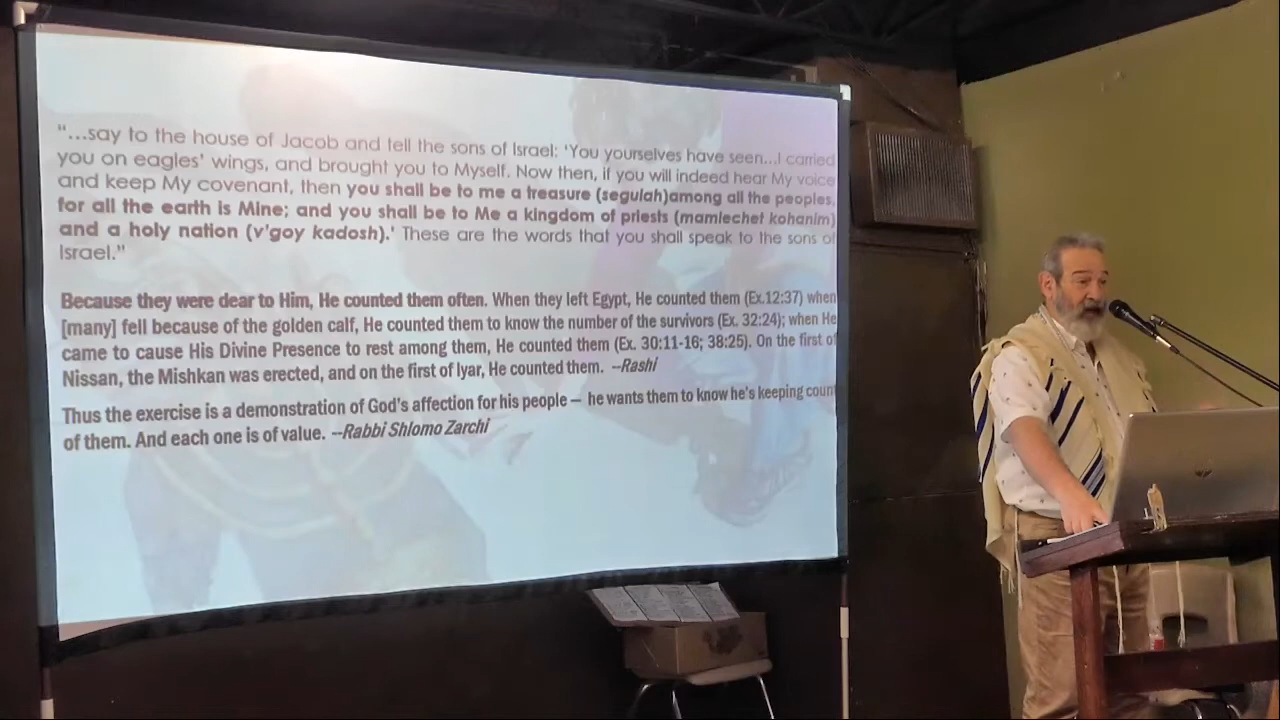 "...say to the house of Jacob and tell the sons of Israel: 'You yourselves have seen...I carried
you on eagles' wings, and brought you to Myself. Now then, if you will indeed hear My voice
and keep My covenant, then you shall be to me a treasure (segulah)among all the peoples,
for all the earth is Mine; and you shall be to Me a kingdom of priests (mamlechet kohanim)
and a holy nation (v'goy kadosh).' These are the words that you shall speak to the sons of
Israel."
Because they were dear to Him, He counted them often. When they left Egypt, He counted them (Ex.12:37) when
[many] fell because of the golden calf, He counted them to know the number of the survivors (Ex. 32:24); when He
came to cause His Divine Presence to rest among them, He counted them (Ex. 30:11-16; 38:25). On the first of
Nissan, the Mishkan was erected, and on the first of Iyar, He counted them. --Rashi
Thus the exercise is a demonstration of God's affection for his people – he wants them to know he's keeping count
of them. And each one is of value. --Rabbi Shlomo Zarchi